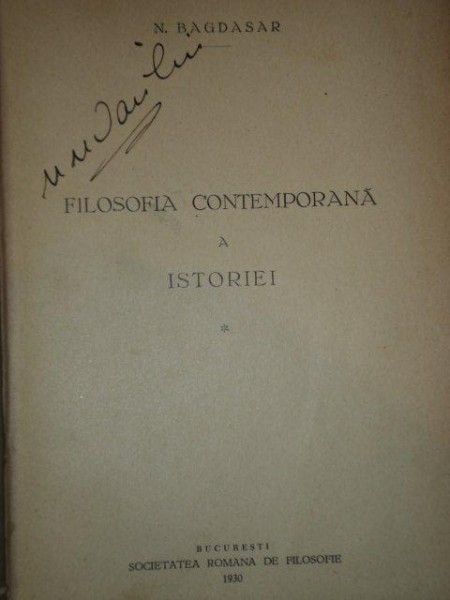 N. BAGDASAR
FILOSOFIA CONTEMPORANĂ
A
ISTORIEI
*
BUCUREȘTI
SOCIETATEA ROMANA DE FILOSOFIE
1930